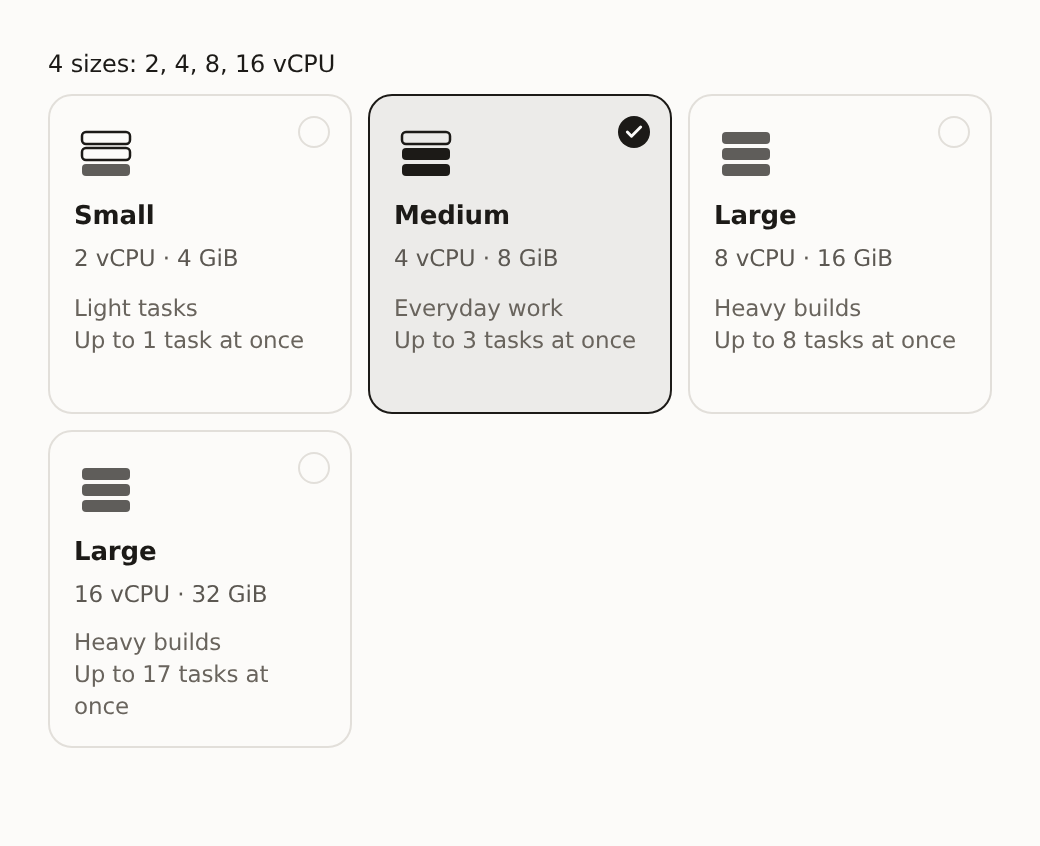 4 sizes: 2, 4, 8, 16 vCPU
Small
2 vCPU · 4 GiB
Light tasks
Up to 1 task at once
Medium
4 vCPU · 8 GiB
Everyday work
Up to 3 tasks at once
Large
8 vCPU · 16 GiB
Heavy builds
Up to 8 tasks at once
Large
16 vCPU · 32 GiB
Heavy builds
Up to 17 tasks at
once